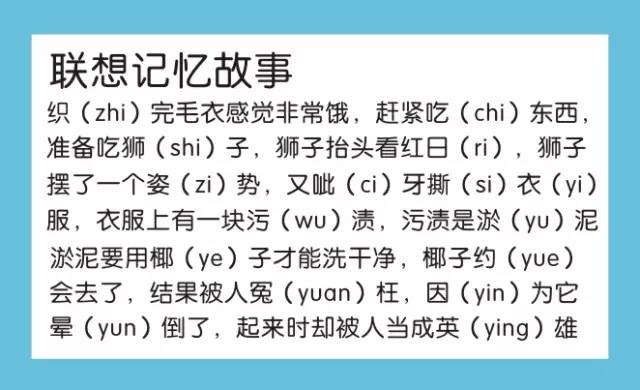 联想记忆故事
织（zhi）完毛衣感觉非常饿，赶紧吃（chi）东西，
准备吃狮（shi）子，狮子抬头看红日（ri），狮子
摆了一个姿（zi）势，又呲（ci）牙撕（si）衣（yi）
服，衣服上有一块污（wu）渍，污渍是淤（yu）泥
淤泥要用椰（ye）子才能洗干净，椰子约（yue）
会去了，结果被人冤（yuan）枉，因（yin）为它
晕（yun）倒了，起来时却被人当成英（ying）雄